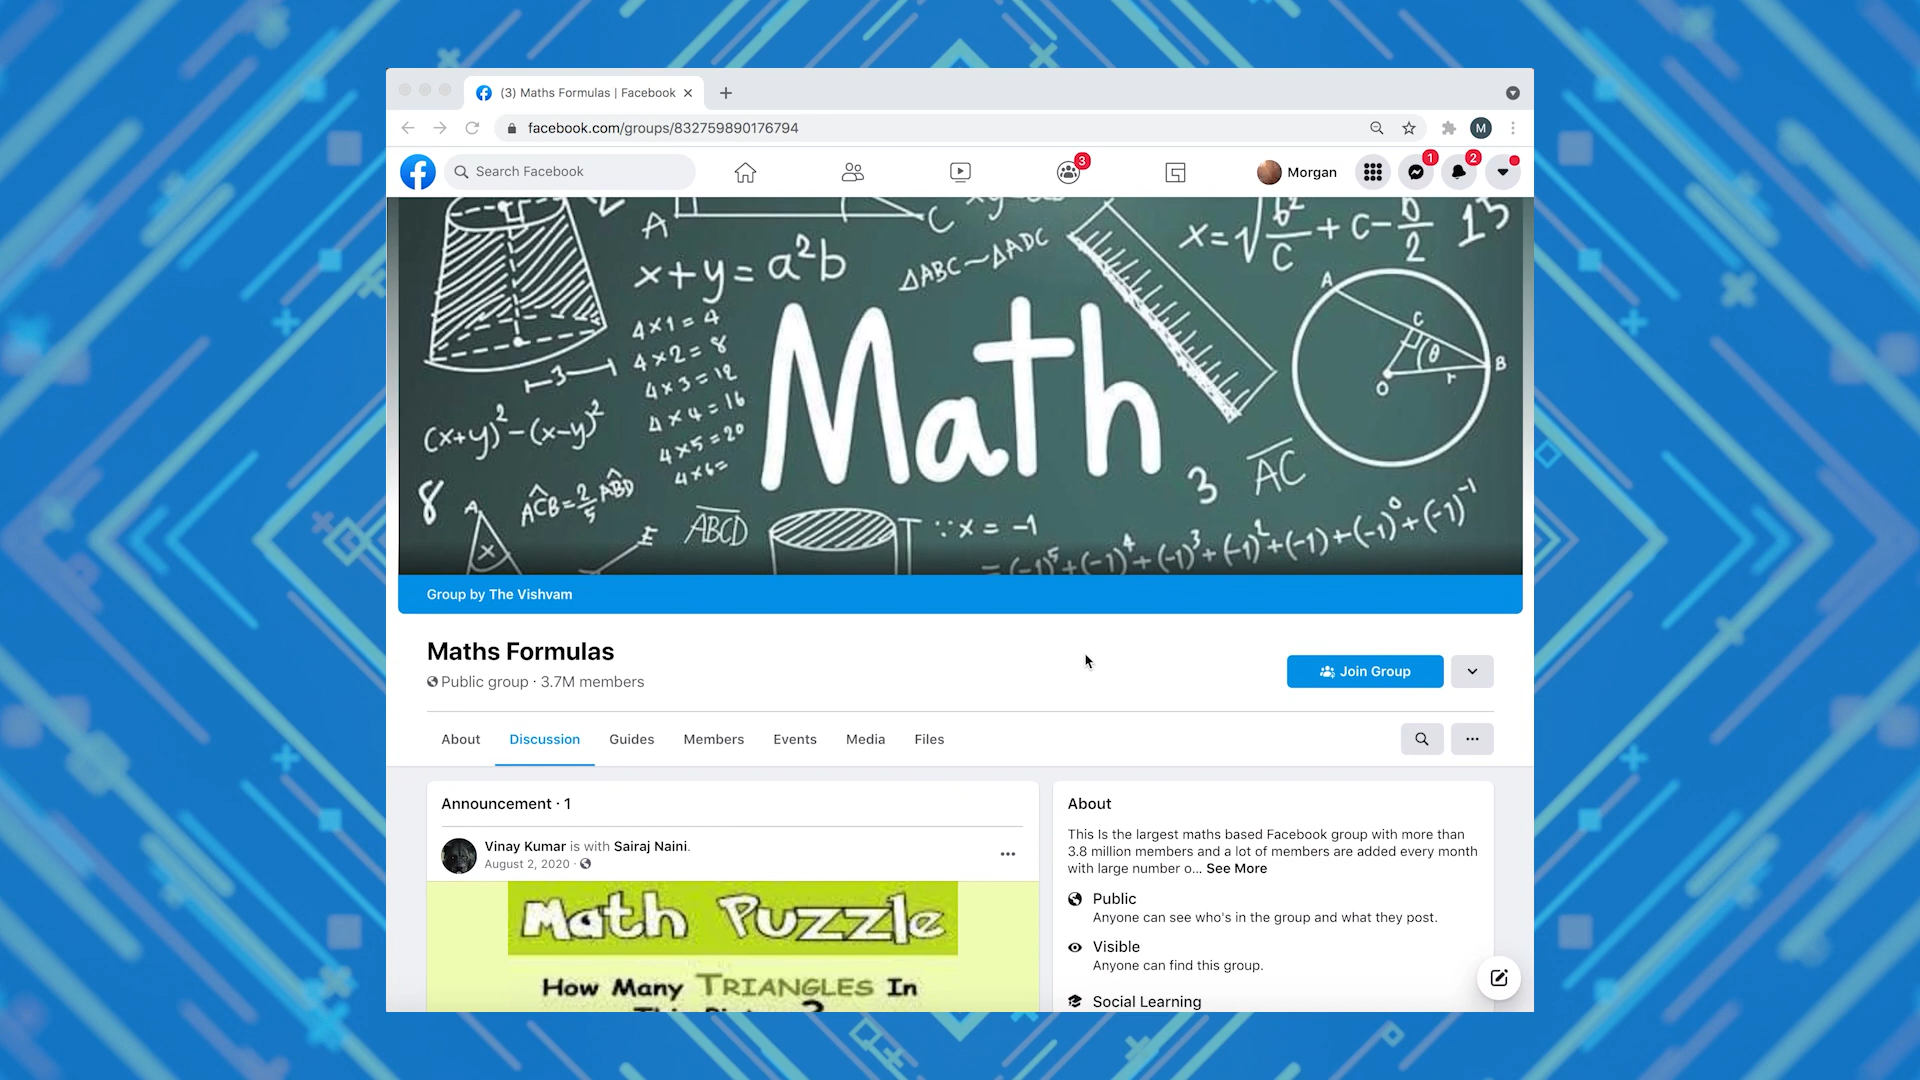 (3) Maths Formulas | Facebook
facebook.com/groups/832759890176794
M
Search Facebook
3
Morgan
1
2
A
C
x+y=a²b
ΔABC~ΔADC
x=√b²/c+c-b/2
13
4×1=4
4×2=8
4×3=12
4×4=16
4×5=20
4×6=
3
Math
A
C
θ
B
O
r
(x+y)²-(x-y)²
8
A
x
AĈB=2/5AB̂D
E
ABCD
∵x=-1
3
AC
=(-1)⁵+(-1)⁴+(-1)³+(-1)²+(-1)+(-1)⁰+(-1)⁻¹
Group by The Vishvam
Maths Formulas
Public group · 3.7M members
Join Group
About
Discussion
Guides
Members
Events
Media
Files
Announcement · 1
Vinay Kumar is with Sairaj Naini.
August 2, 2020 ·
Math Puzzle
How Many TRIANGLES In
About
This Is the largest maths based Facebook group with more than
3.8 million members and a lot of members are added every month
with large number o... See More
Public
Anyone can see who's in the group and what they post.
Visible
Anyone can find this group.
Social Learning